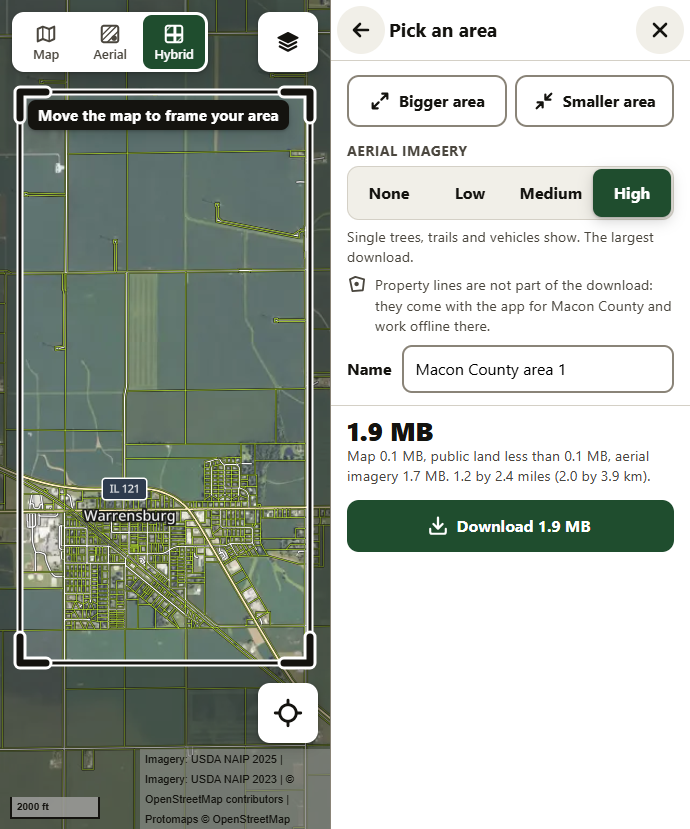 Map
Aerial
Hybrid
Move the map to frame your area
IL 121
Warrensburg
2000 ft
Imagery: USDA NAIP 2025 |
Imagery: USDA NAIP 2023 | ©
OpenStreetMap contributors |
Protomaps © OpenStreetMap
Pick an area
Bigger area
Smaller area
AERIAL IMAGERY
None
Low
Medium
High
Single trees, trails and vehicles show. The largest
download.
Property lines are not part of the download:
they come with the app for Macon County and
work offline there.
Name
Macon County area 1
1.9 MB
Map 0.1 MB, public land less than 0.1 MB, aerial
imagery 1.7 MB. 1.2 by 2.4 miles (2.0 by 3.9 km).
Download 1.9 MB